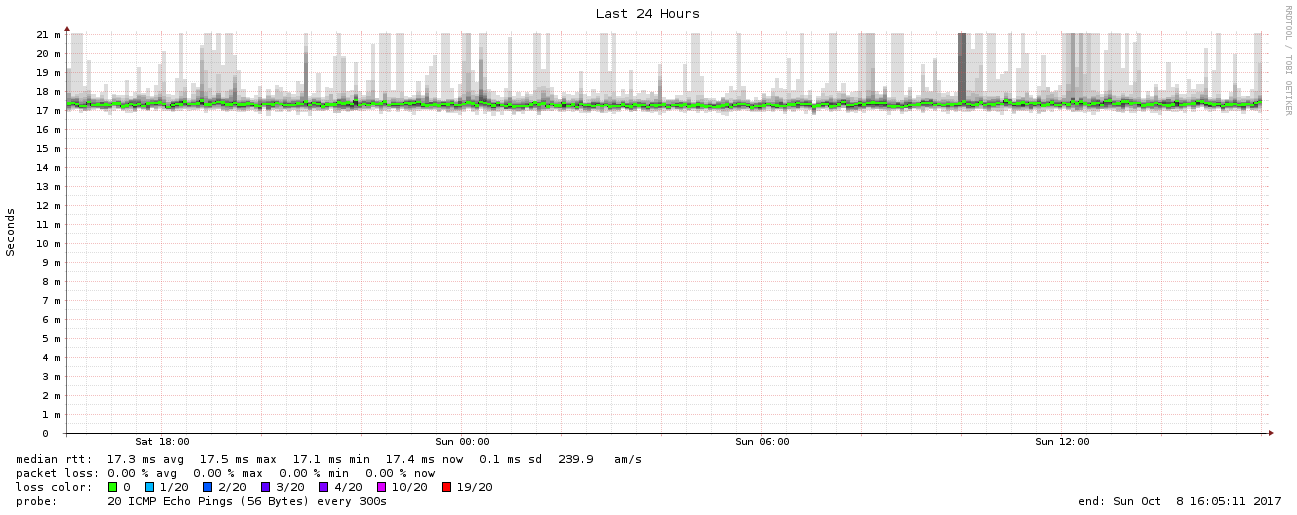 Last 24 Hours
RRDTOOL / TOBI OETIKER
Seconds
21 m
20 m
19 m
18 m
17 m
16 m
15 m
14 m
13 m
12 m
11 m
10 m
9 m
8 m
7 m
6 m
5 m
4 m
3 m
2 m
1 m
0
Sat 18:00 Sun 00:00 Sun 06:00 Sun 12:00
median rtt: 17.3 ms avg 17.5 ms max 17.1 ms min 17.4 ms now 0.1 ms sd 239.9 am/s
packet loss: 0.00 % avg 0.00 % max 0.00 % min 0.00 % now
loss color: 0 1/20 2/20 3/20 4/20 10/20 19/20
probe: 20 ICMP Echo Pings (56 Bytes) every 300s end: Sun Oct 8 16:05:11 2017